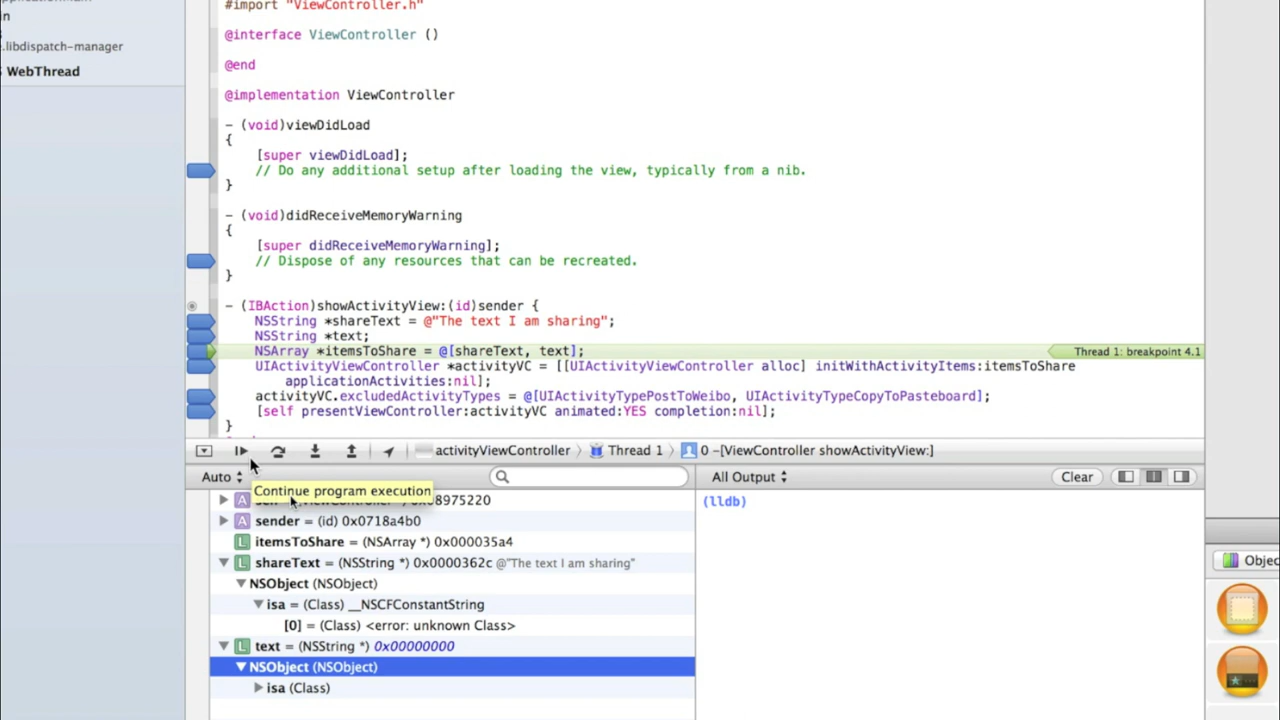 #import "ViewController.h"
in
@interface ViewController ()
.libdispatch-manager
@end
WebThread
@implementation ViewController
- (void)viewDidLoad
{
[super viewDidLoad];
// Do any additional setup after loading the view, typically from a nib.
}
- (void)didReceiveMemoryWarning
{
[super didReceiveMemoryWarning];
// Dispose of any resources that can be recreated.
}
- (IBAction)showActivityView:(id)sender {
NSString *shareText = @"The text I am sharing";
NSString *text;
NSArray *itemsToShare = @[shareText, text];
Thread 1: breakpoint 4.1
UIActivityViewController *activityVC = [[UIActivityViewController alloc] initWithActivityItems:itemsToShare
applicationActivities:nil];
activityVC.excludedActivityTypes = @[UIActivityTypePostToWeibo, UIActivityTypeCopyToPasteboard];
[self presentViewController:activityVC animated:YES completion:nil];
}
activityViewController
Thread 1
0 -[ViewController showActivityView:]
Auto
All Output
Clear
Continue program execution
08975220
A sender = (id) 0x0718a4b0
L itemsToShare = (NSArray *) 0x000035a4
L shareText = (NSString *) 0x0000362c @"The text I am sharing"
NSObject (NSObject)
isa = (Class) __NSCFConstantString
[0] = (Class) <error: unknown Class>
L text = (NSString *) 0x00000000
NSObject (NSObject)
isa (Class)
(lldb)
Objec